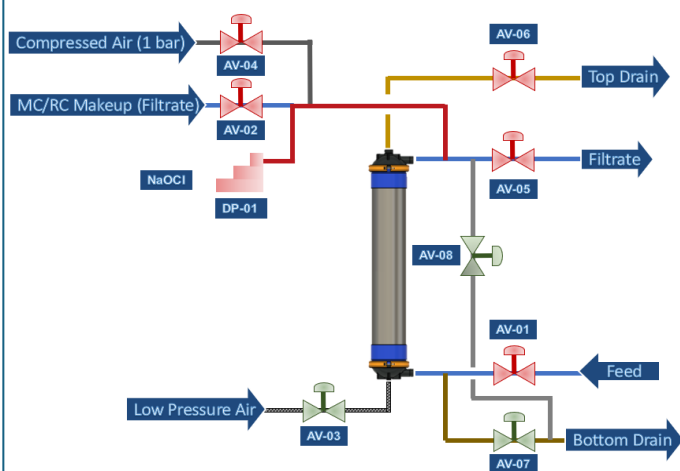 Compressed Air (1 bar)
AV-04
AV-06
Top Drain
MC/RC Makeup (Filtrate)
AV-02
NaOCl
DP-01
Filtrate
AV-05
AV-08
AV-01
Feed
Low Pressure Air
AV-03
Bottom Drain
AV-07